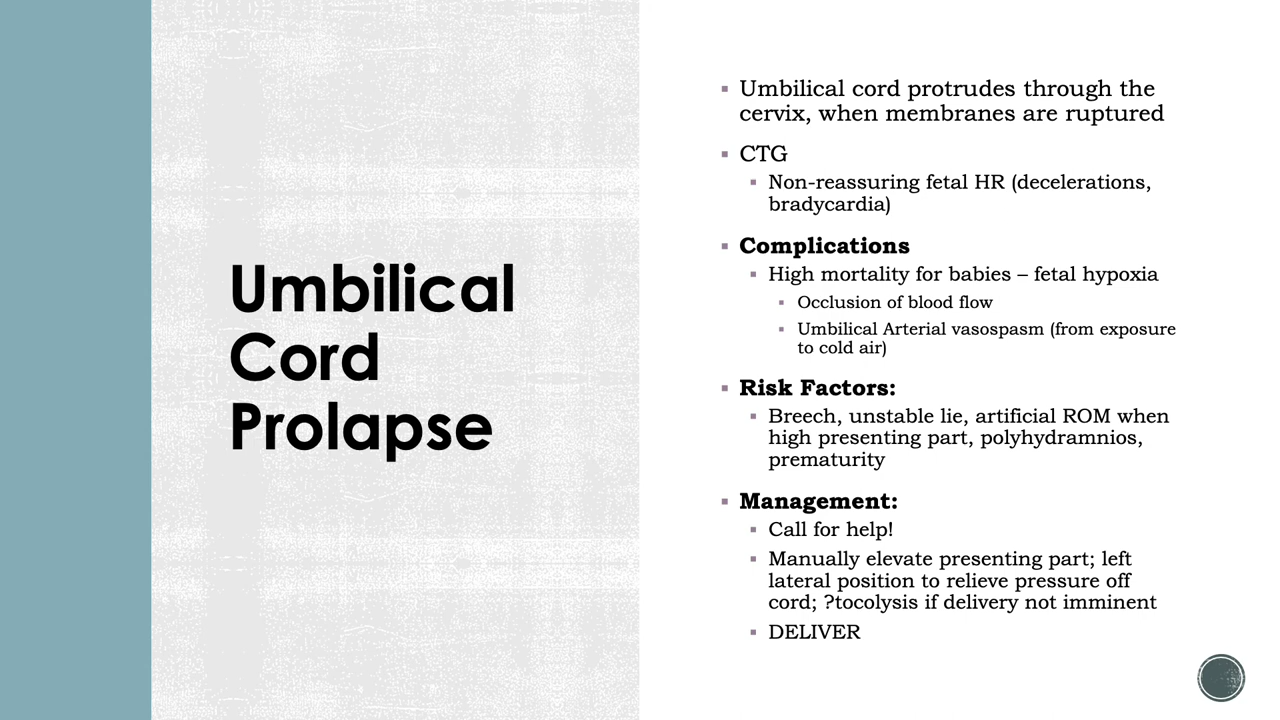 Umbilical
Cord
Prolapse
Umbilical cord protrudes through the
cervix, when membranes are ruptured
CTG
Non-reassuring fetal HR (decelerations,
bradycardia)
Complications
High mortality for babies – fetal hypoxia
Occlusion of blood flow
Umbilical Arterial vasospasm (from exposure
to cold air)
Risk Factors:
Breech, unstable lie, artificial ROM when
high presenting part, polyhydramnios,
prematurity
Management:
Call for help!
Manually elevate presenting part; left
lateral position to relieve pressure off
cord; ?tocolysis if delivery not imminent
DELIVER